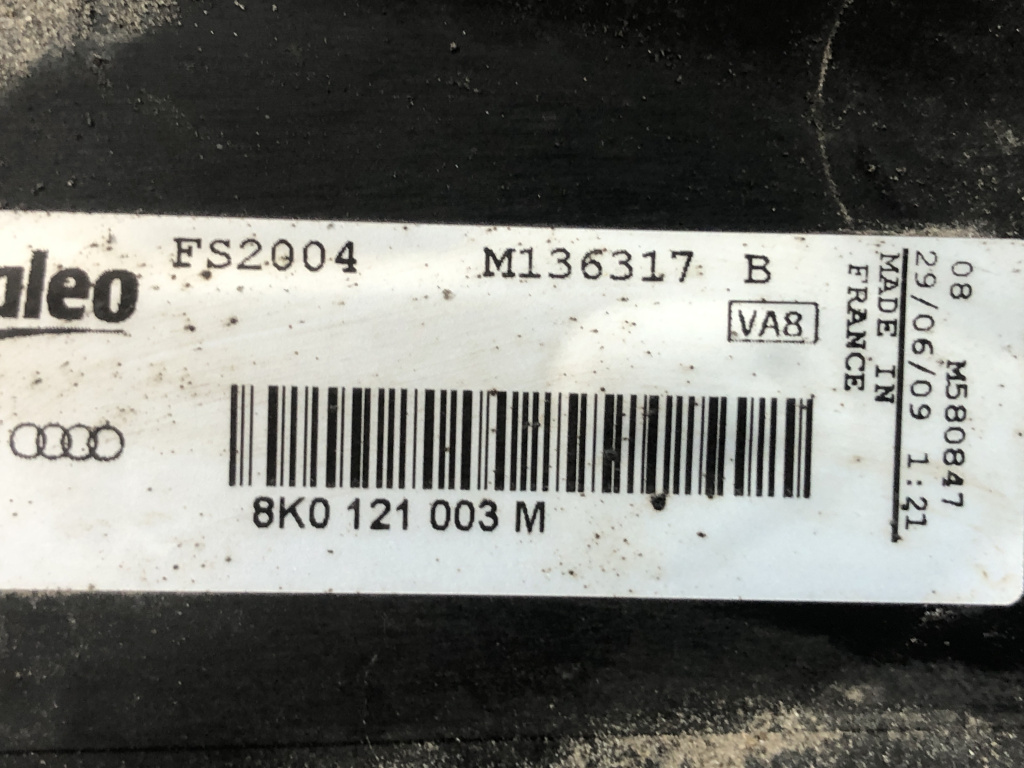 aleo
FS2004 M136317 B
VA8
8K0 121 003 M
08 M580847
29/06/09 1:21
MADE IN
FRANCE